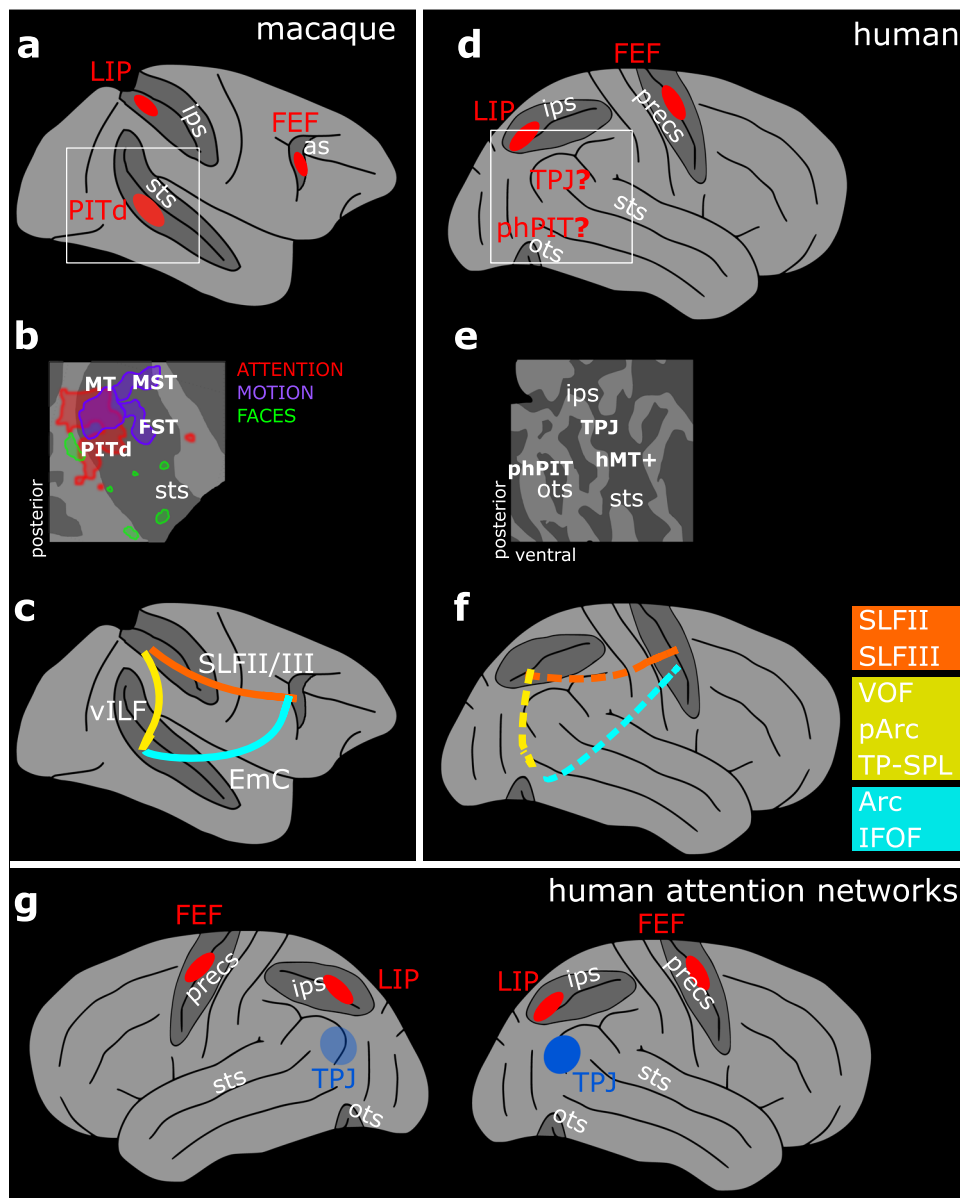 a
macaque
LIP
ips
FEF
as
sts
PITd
d
human
FEF
precs
LIP
ips
TPJ?
sts
phPIT?
ots
b
MT
MST
FST
PITd
sts
posterior
ATTENTION
MOTION
FACES
e
ips
TPJ
phPIT
hMT+
ots
sts
posterior
ventral
c
SLFII/III
vILF
EmC
f
SLFII
SLFIII
VOF
pArc
TP-SPL
Arc
IFOF
g
human attention networks
FEF
precs
ips
LIP
sts
TPJ
ots
FEF
precs
LIP
ips
sts
TPJ
ots